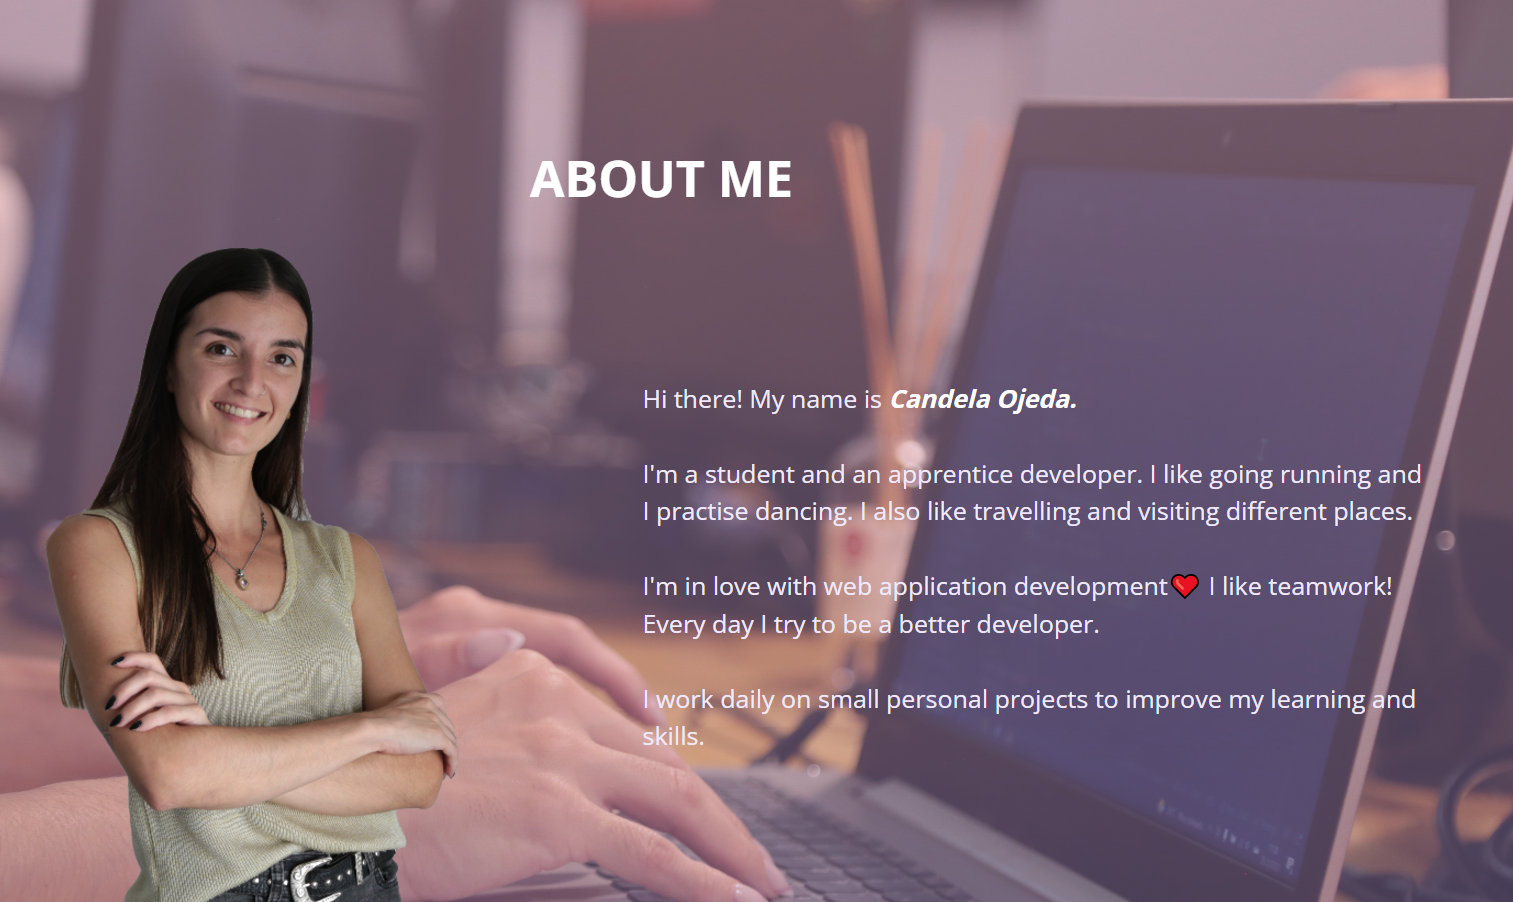 ABOUT ME
Hi there! My name is Candela Ojeda.
I'm a student and an apprentice developer. I like going running and
I practise dancing. I also like travelling and visiting different places.
I'm in love with web application development❤️ I like teamwork!
Every day I try to be a better developer.
I work daily on small personal projects to improve my learning and
skills.